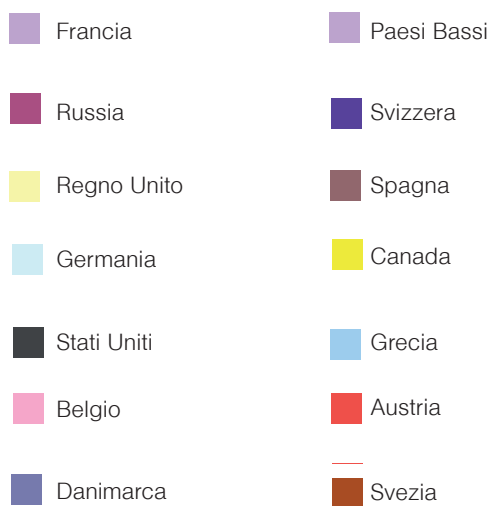 Francia
Paesi Bassi
Russia
Svizzera
Regno Unito
Spagna
Germania
Canada
Stati Uniti
Grecia
Belgio
Austria
Danimarca
Svezia